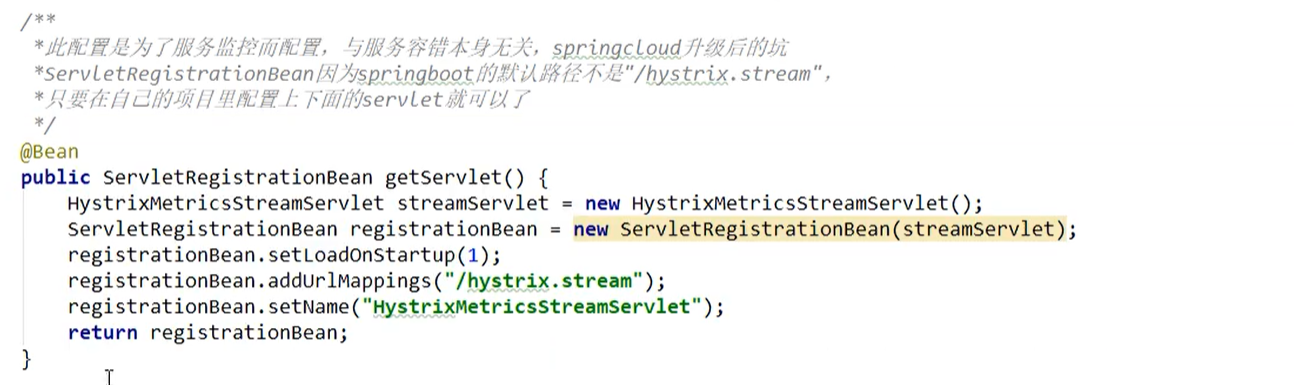 /**
 *此配置是为了服务监控而配置，与服务容错本身无关，springcloud升级后的坑
 *ServletRegistrationBean因为springboot的默认路径不是"/hystrix.stream"，
 *只要在自己的项目里配置上下面的servlet就可以了
 */
@Bean
public ServletRegistrationBean getServlet() {
    HystrixMetricsStreamServlet streamServlet = new HystrixMetricsStreamServlet();
    ServletRegistrationBean registrationBean = new ServletRegistrationBean(streamServlet);
    registrationBean.setLoadOnStartup(1);
    registrationBean.addUrlMappings("/hystrix.stream");
    registrationBean.setName("HystrixMetricsStreamServlet");
    return registrationBean;
}